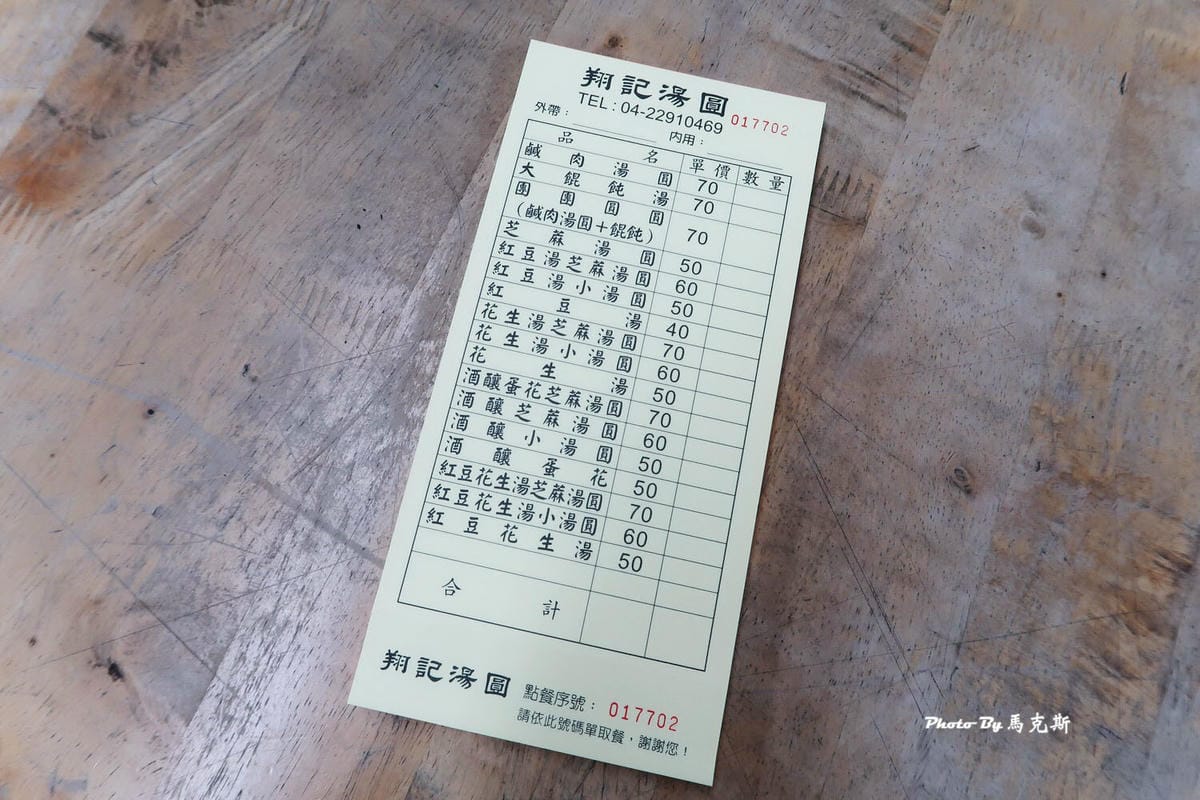 翔記湯圓
TEL：04-22910469 017702
外帶： 內用：
品名 單價 數量
鹹肉湯圓 70
大餛飩湯 70
團團圓圓
(鹹肉湯圓＋餛飩) 70
芝麻湯圓 50
紅豆湯芝麻湯圓 60
紅豆湯小湯圓 50
紅豆湯 40
花生湯芝麻湯圓 70
花生湯小湯圓 60
花生湯 50
酒釀蛋花芝麻湯圓 70
酒釀芝麻湯圓 60
酒釀小湯圓 50
酒釀蛋花 50
紅豆花生湯芝麻湯圓 70
紅豆花生湯小湯圓 60
紅豆花生湯 50
合計
翔記湯圓 點餐序號： 017702
請依此號碼單取餐，謝謝您！
Photo By 馬克斯